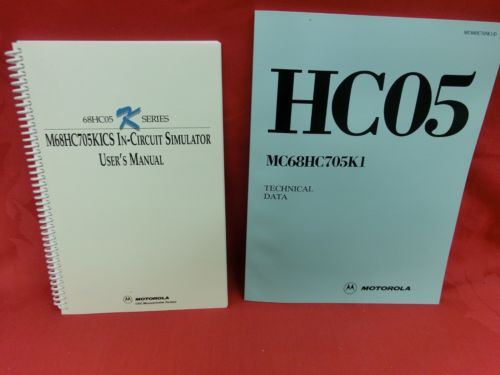 68HC05 K SERIES
M68HC705KICS IN-CIRCUIT SIMULATOR
USER'S MANUAL
MOTOROLA
HC05
MC68HC705K1
TECHNICAL
DATA
MOTOROLA